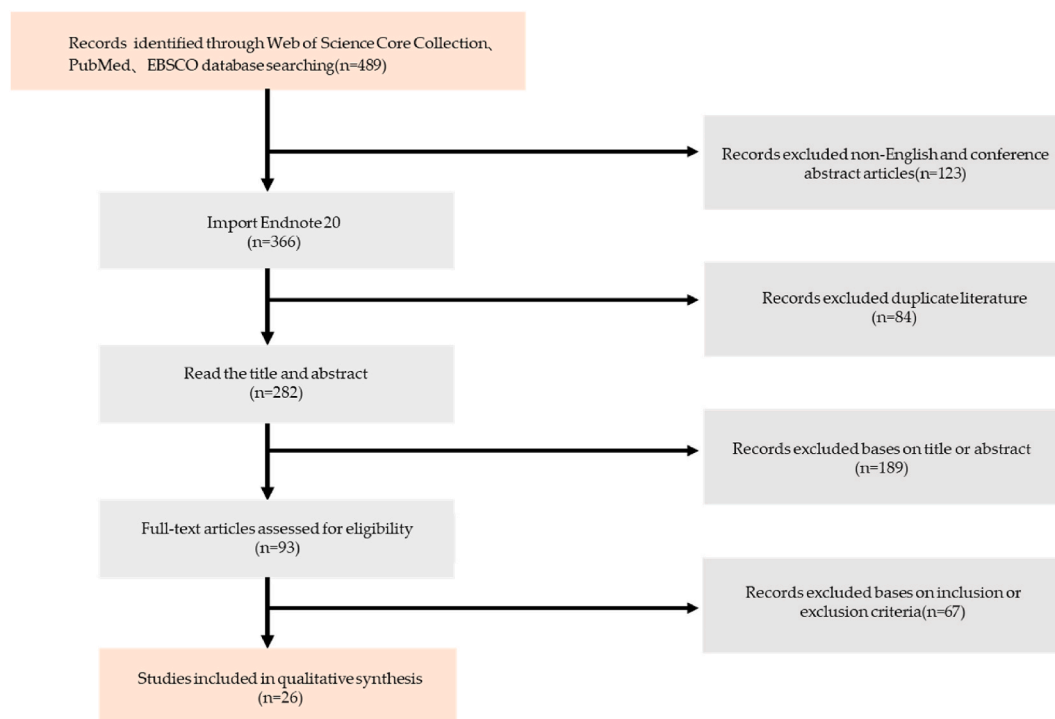 Records identified through Web of Science Core Collection、
PubMed、EBSCO database searching(n=489)
Records excluded non-English and conference
abstract articles(n=123)
Import Endnote 20
(n=366)
Records excluded duplicate literature
(n=84)
Read the title and abstract
(n=282)
Records excluded bases on title or abstract
(n=189)
Full-text articles assessed for eligibility
(n=93)
Records excluded bases on inclusion or
exclusion criteria(n=67)
Studies included in qualitative synthesis
(n=26)